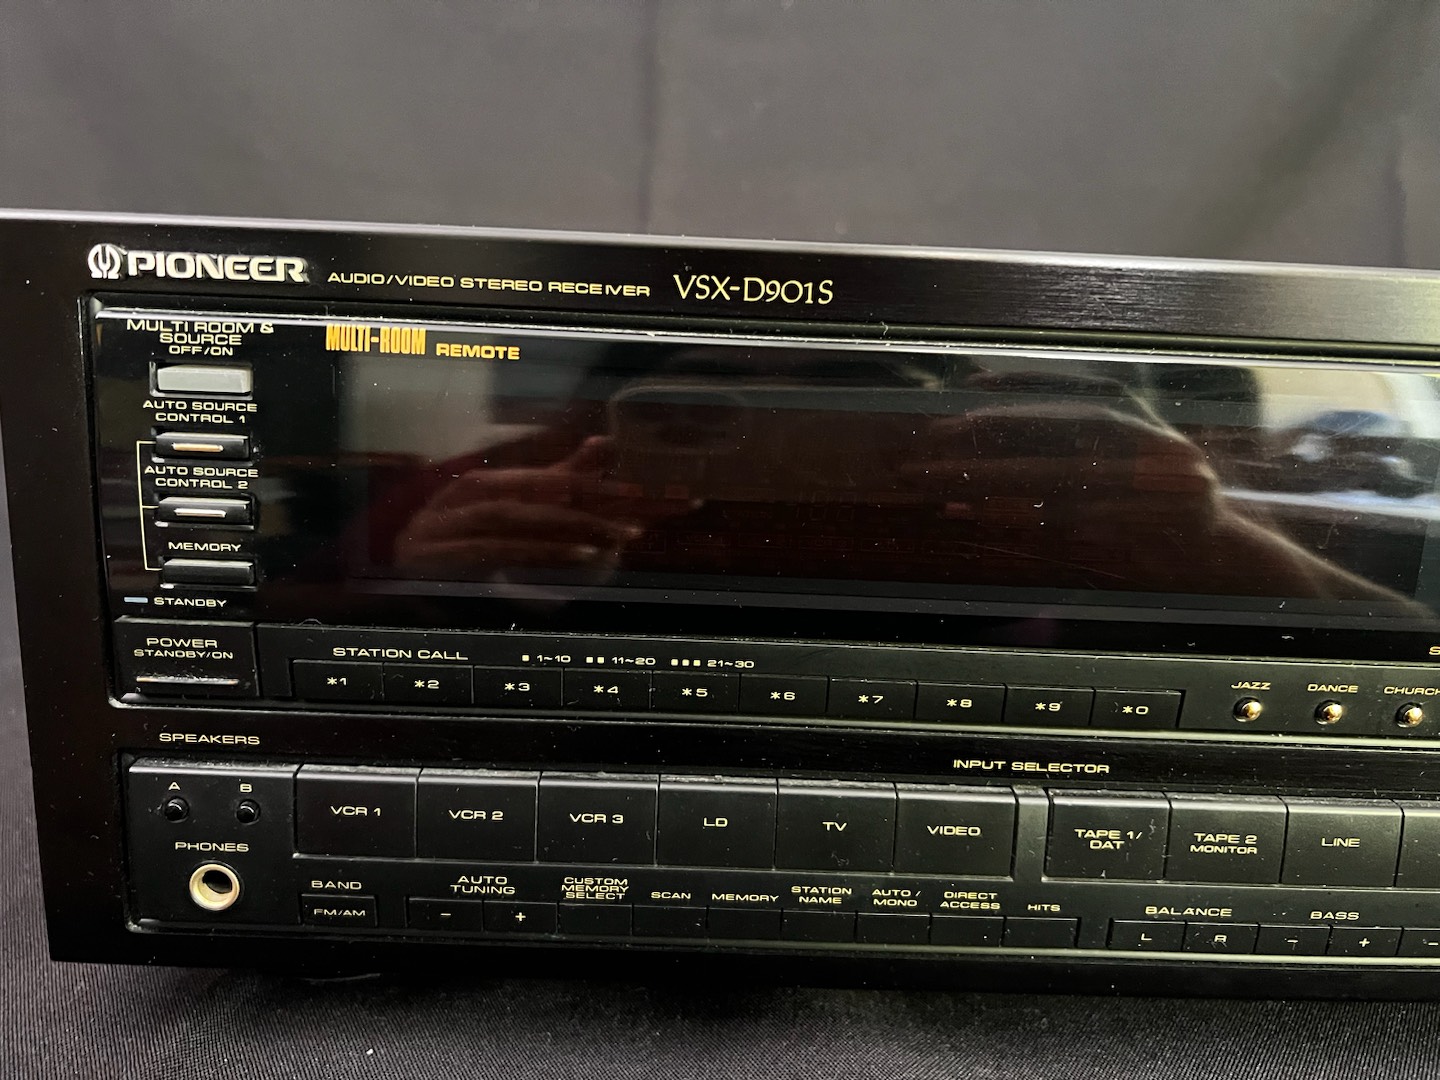 PIONEER AUDIO/VIDEO STEREO RECEIVER VSX-D901S
MULTI ROOM &
SOURCE
OFF/ON
MULTI-ROOM REMOTE
AUTO SOURCE
CONTROL 1
AUTO SOURCE
CONTROL 2
MEMORY
STANDBY
POWER
STANDBY/ON
STATION CALL 1~10 11~20 21~30
*1 *2 *3 *4 *5 *6 *7 *8 *9 *0
JAZZ DANCE CHURCH
SPEAKERS
INPUT SELECTOR
A B
VCR 1 VCR 2 VCR 3 LD TV VIDEO
TAPE 1/
DAT
TAPE 2
MONITOR
LINE
PHONES
BAND
FM/AM
AUTO
TUNING
- +
CUSTOM
MEMORY
SELECT
SCAN
MEMORY
STATION
NAME
AUTO/
MONO
DIRECT
ACCESS
HITS
BALANCE
L R
BASS
- +
-